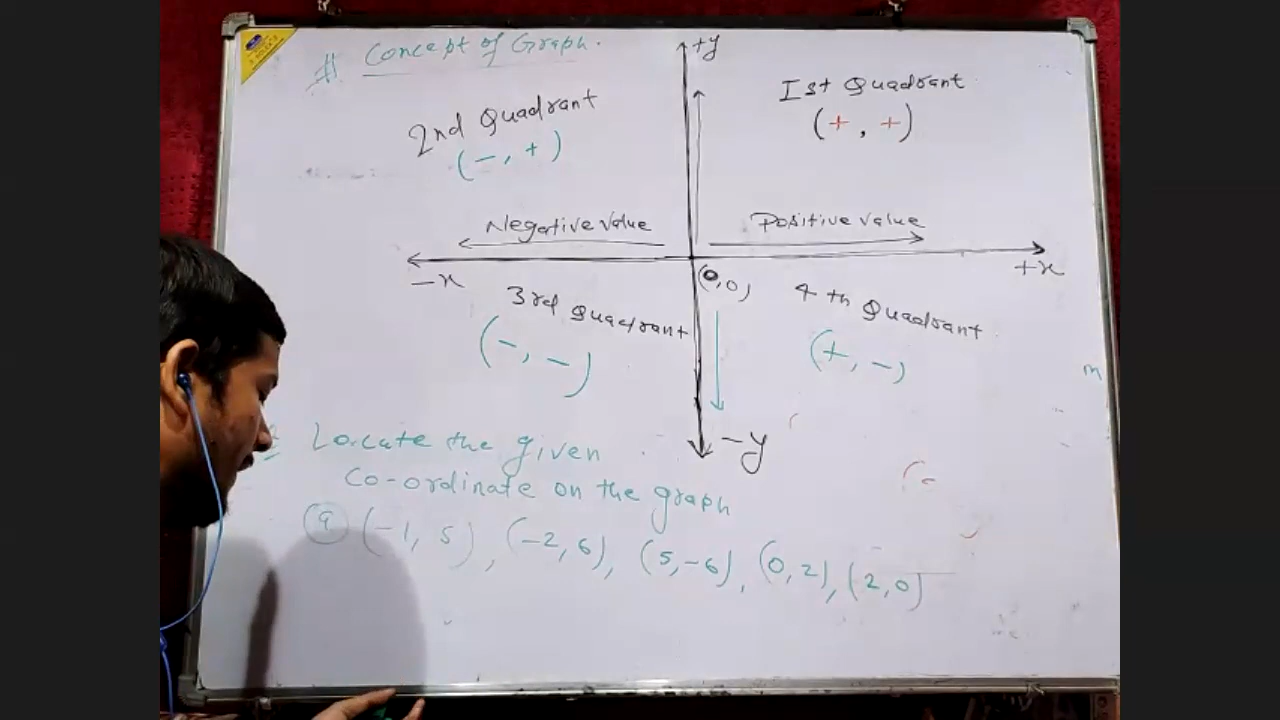 # Concept of Graph.
+y
2nd Quadrant
(-, +)
Ist Quadrant
(+, +)
Negative value
Positive value
-x
(0,0)
+x
3rd Quadrant
(-, -)
4th Quadrant
(+, -)
-y
Locate the given
Co-ordinate on the graph
(-1, 5), (-2, 6), (5, -6), (0, 2), (2, 0)